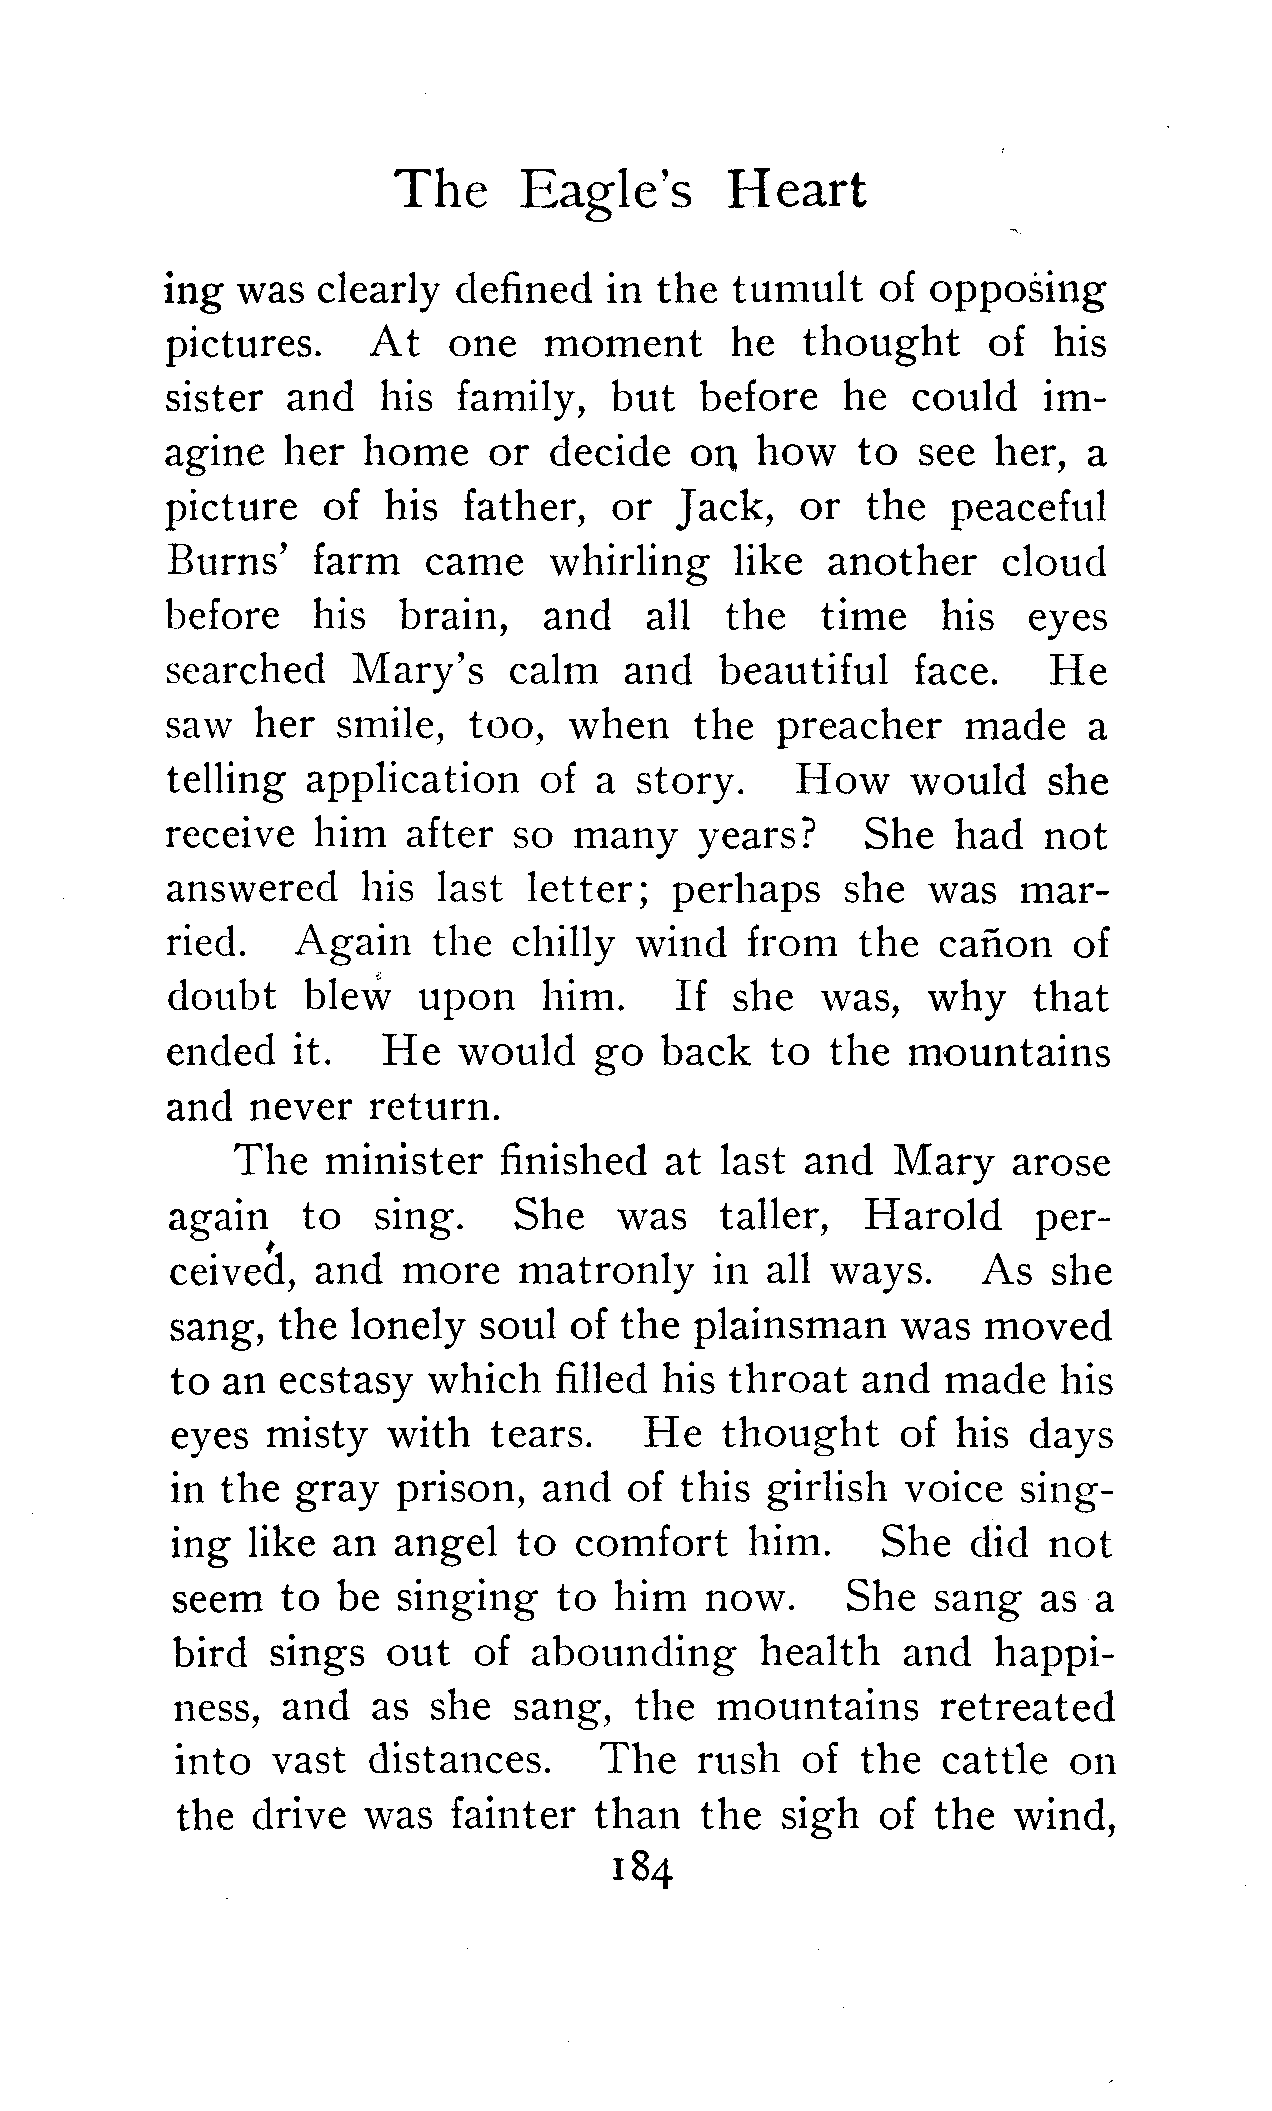 The Eagle's Heart
ing was clearly defined in the tumult of opposing
pictures. At one moment he thought of his
sister and his family, but before he could im-
agine her home or decide on how to see her, a
picture of his father, or Jack, or the peaceful
Burns' farm came whirling like another cloud
before his brain, and all the time his eyes
searched Mary's calm and beautiful face. He
saw her smile, too, when the preacher made a
telling application of a story. How would she
receive him after so many years? She had not
answered his last letter; perhaps she was mar-
ried. Again the chilly wind from the cañon of
doubt blew upon him. If she was, why that
ended it. He would go back to the mountains
and never return.
The minister finished at last and Mary arose
again to sing. She was taller, Harold per-
ceived, and more matronly in all ways. As she
sang, the lonely soul of the plainsman was moved
to an ecstasy which filled his throat and made his
eyes misty with tears. He thought of his days
in the gray prison, and of this girlish voice sing-
ing like an angel to comfort him. She did not
seem to be singing to him now. She sang as a
bird sings out of abounding health and happi-
ness, and as she sang, the mountains retreated
into vast distances. The rush of the cattle on
the drive was fainter than the sigh of the wind,
184